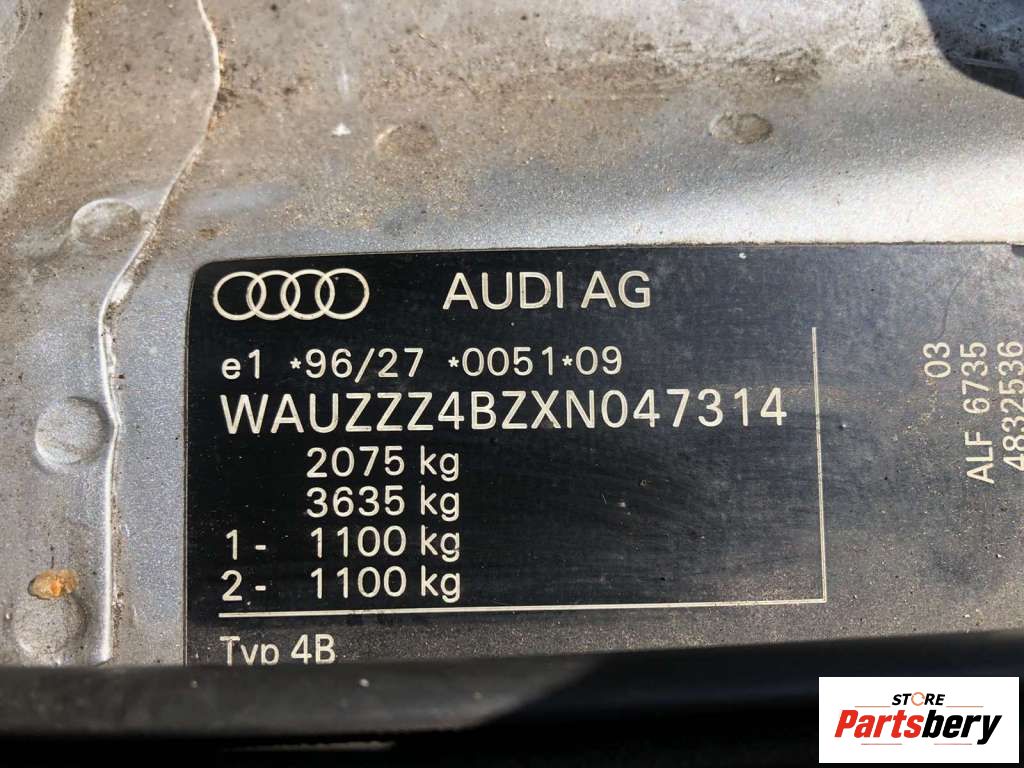 AUDI AG
e1 *96/27 *0051*09
WAUZZZ4BZXN047314
2075 kg
3635 kg
1- 1100 kg
2- 1100 kg
Typ 4B
03
ALF 6735
4832536
STORE
Partsbery